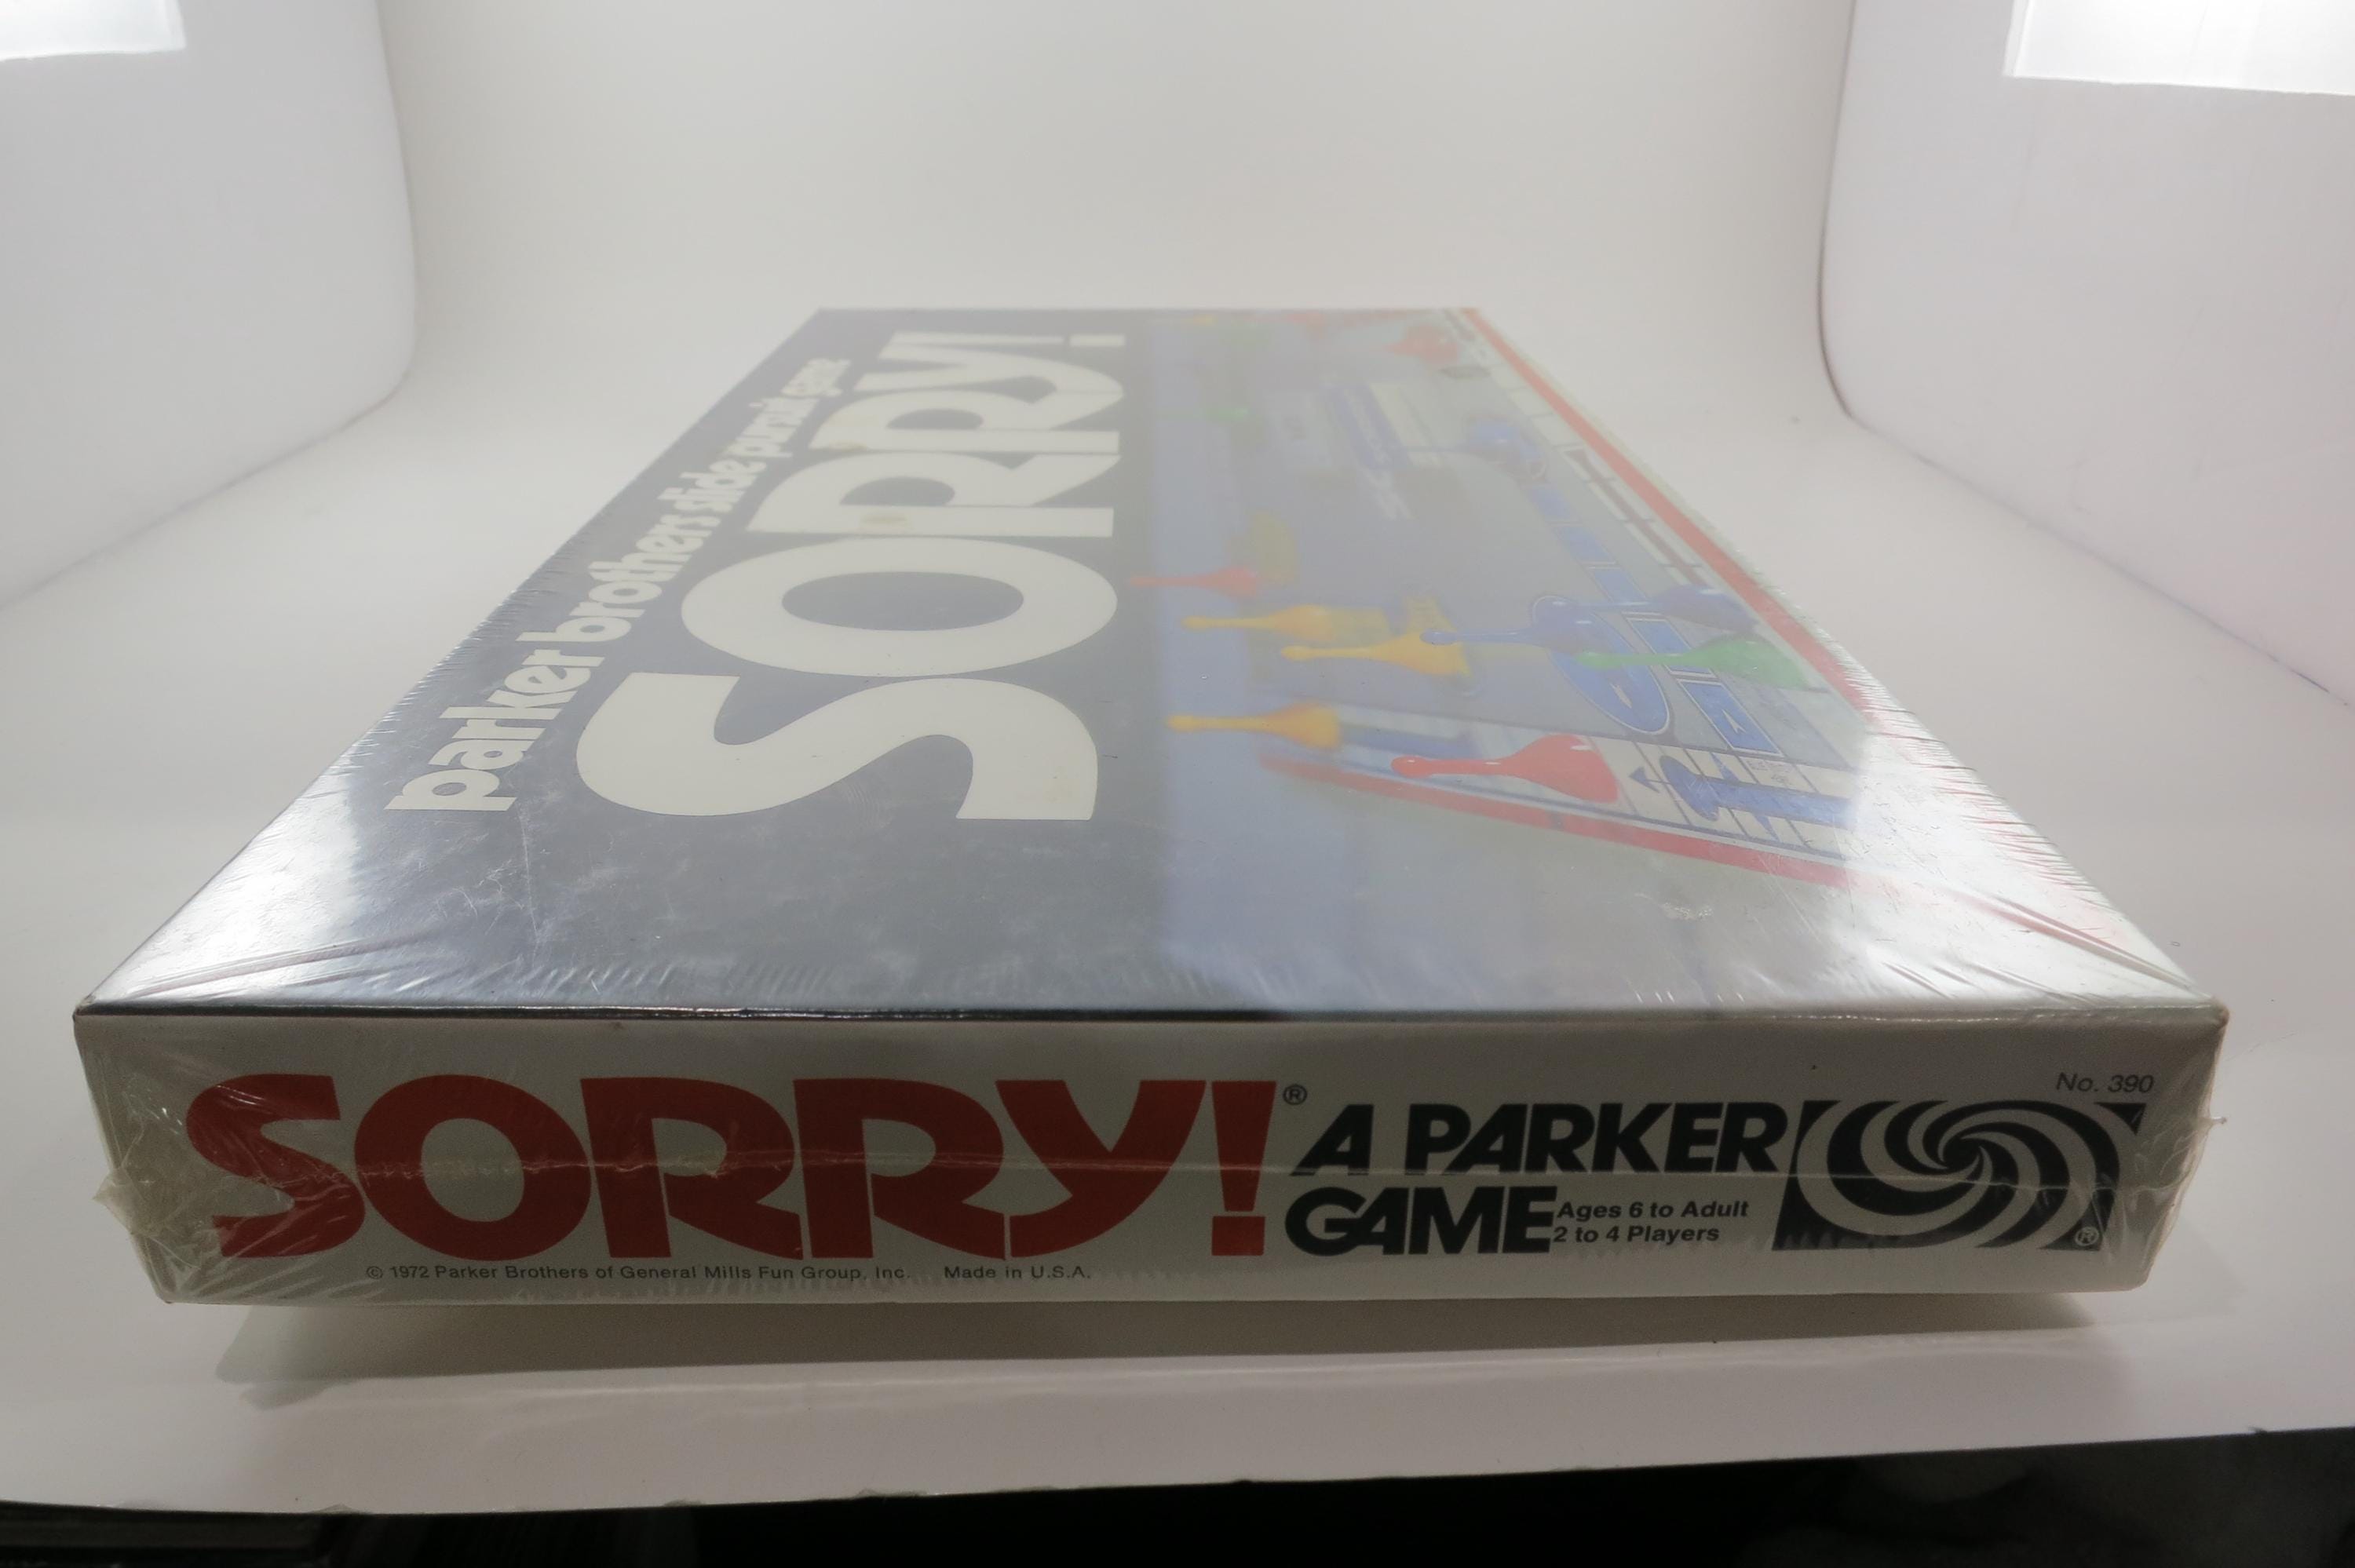 parker brothers slide pursuit game
SORRY!
SORRY!®
A PARKER
GAME
Ages 6 to Adult
2 to 4 Players
No. 390
®
© 1972 Parker Brothers of General Mills Fun Group, Inc. Made in U.S.A.